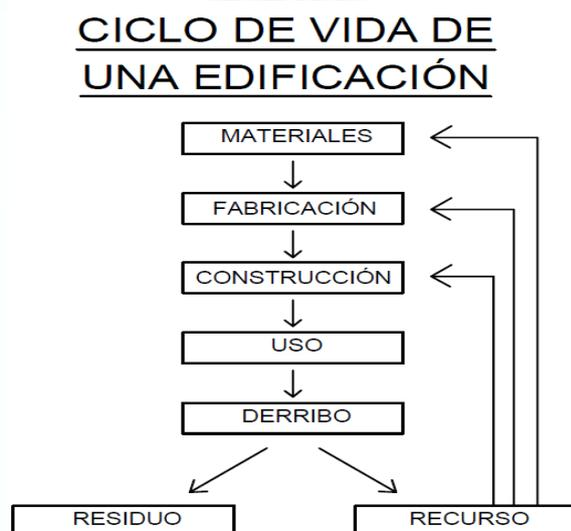 CICLO DE VIDA DE
UNA EDIFICACIÓN
MATERIALES
FABRICACIÓN
CONSTRUCCIÓN
USO
DERRIBO
RESIDUO
RECURSO